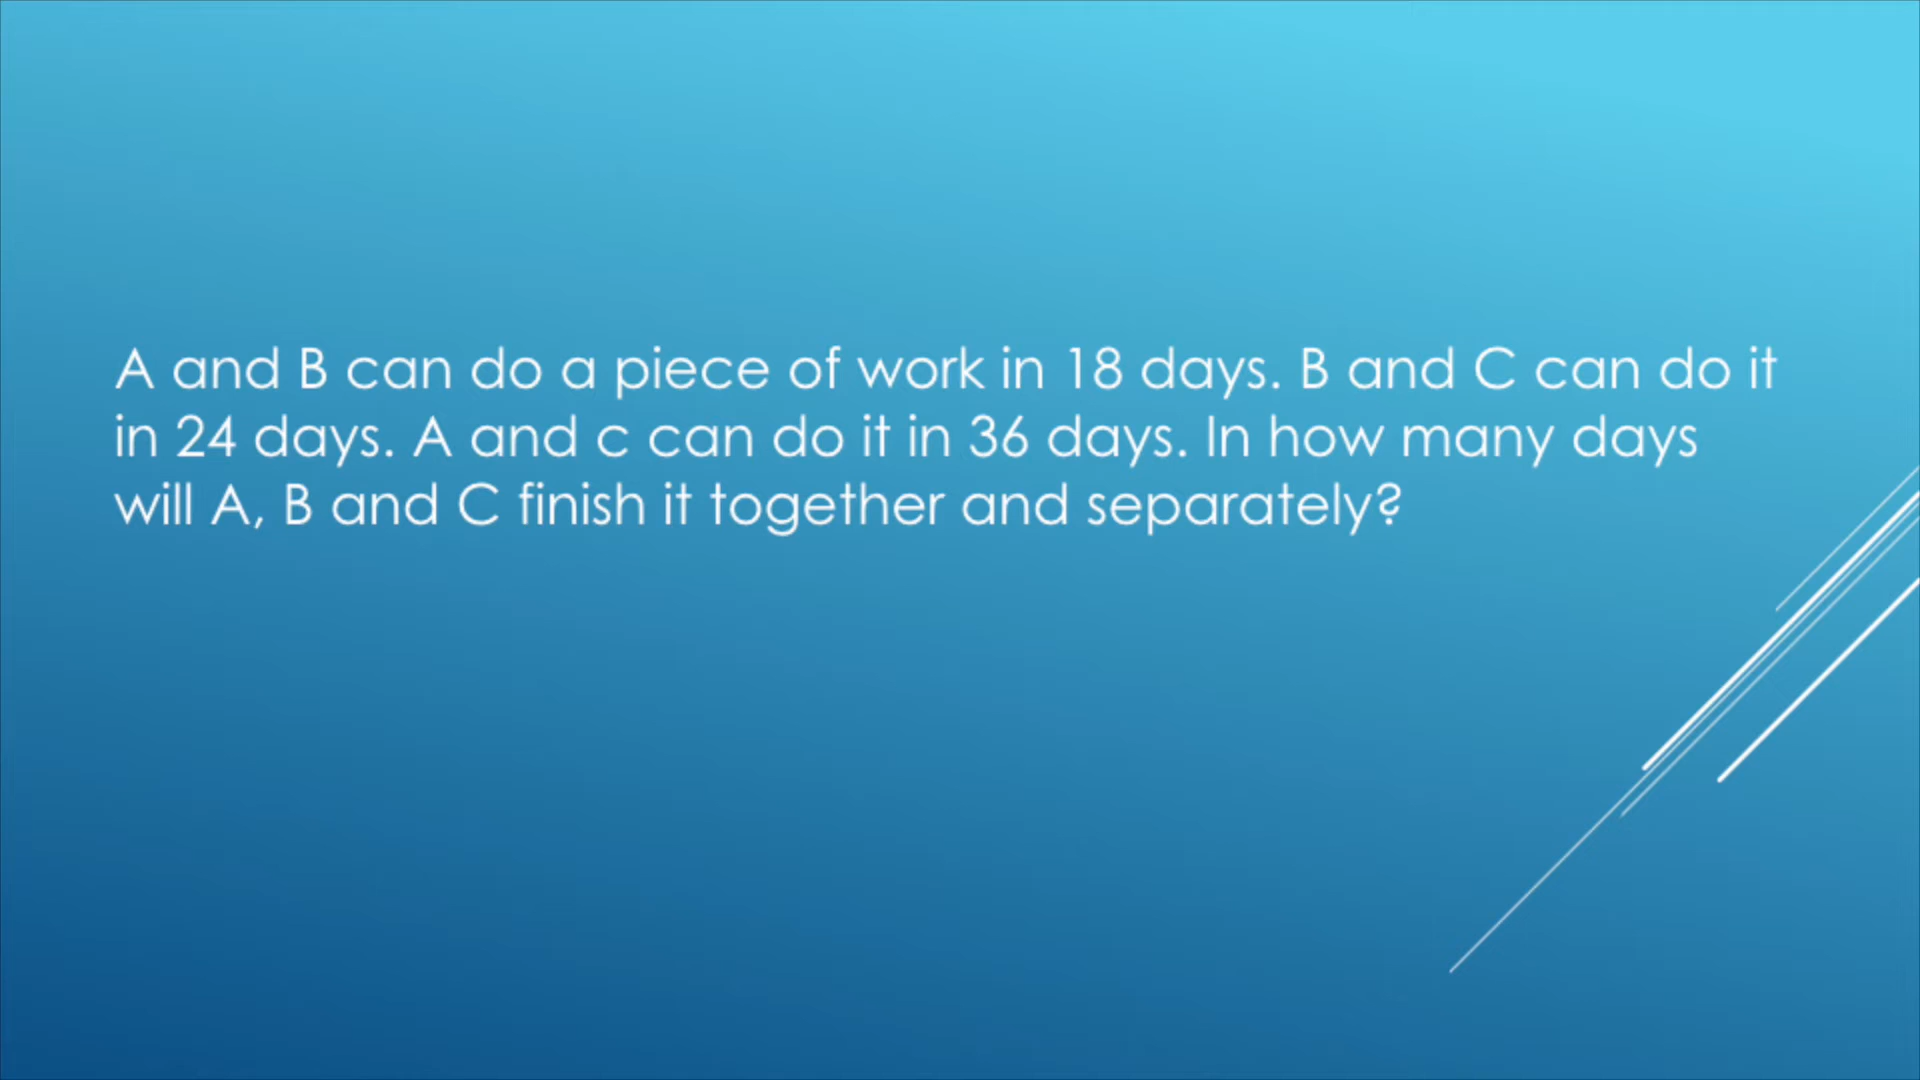 A and B can do a piece of work in 18 days. B and C can do it
in 24 days. A and c can do it in 36 days. In how many days
will A, B and C finish it together and separately?